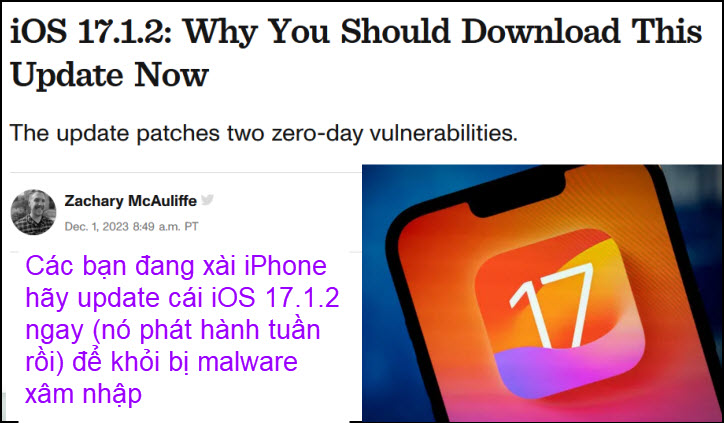 iOS 17.1.2: Why You Should Download This
Update Now
The update patches two zero-day vulnerabilities.
Zachary McAuliffe
Dec. 1, 2023 8:49 a.m. PT
Các bạn đang xài iPhone
hãy update cái iOS 17.1.2
ngay (nó phát hành tuần
rồi) để khỏi bị malware
xâm nhập
17